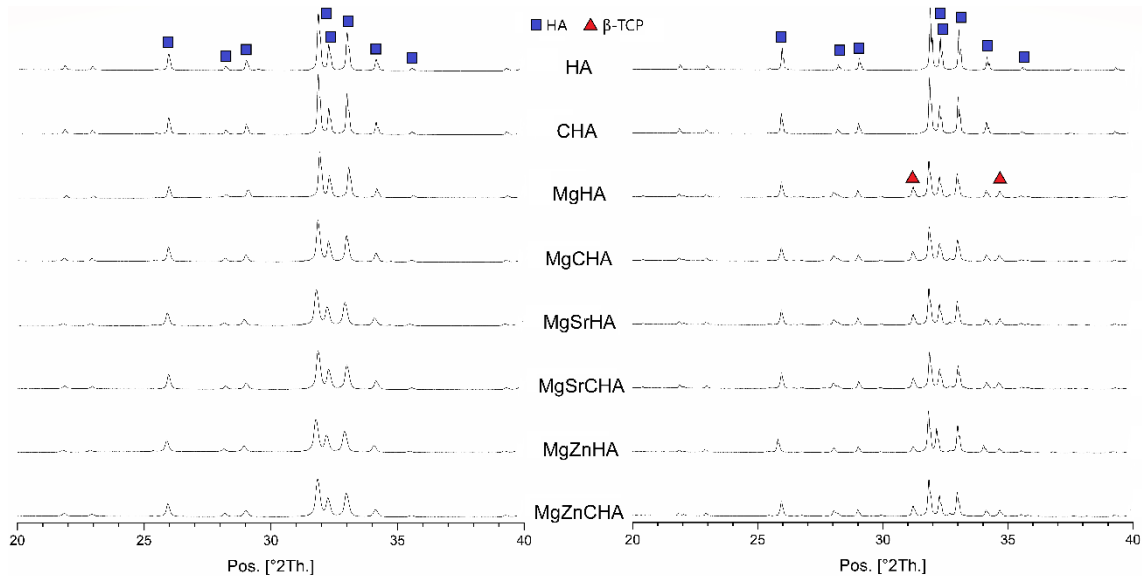 HA β-TCP
HA
CHA
MgHA
MgCHA
MgSrHA
MgSrCHA
MgZnHA
MgZnCHA
20 25 30 35 40
Pos. [°2Th.]
20 25 30 35 40
Pos. [°2Th.]